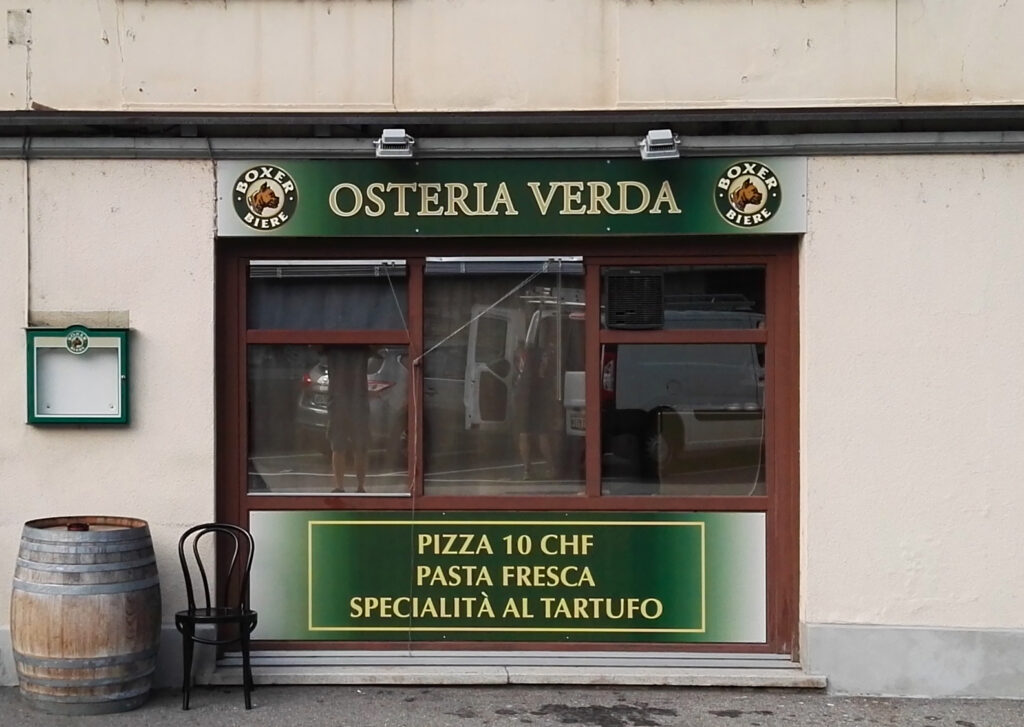 BOXER
BIERE
OSTERIA VERDA
BOXER
BIERE
PIZZA 10 CHF
PASTA FRESCA
SPECIALITÀ AL TARTUFO